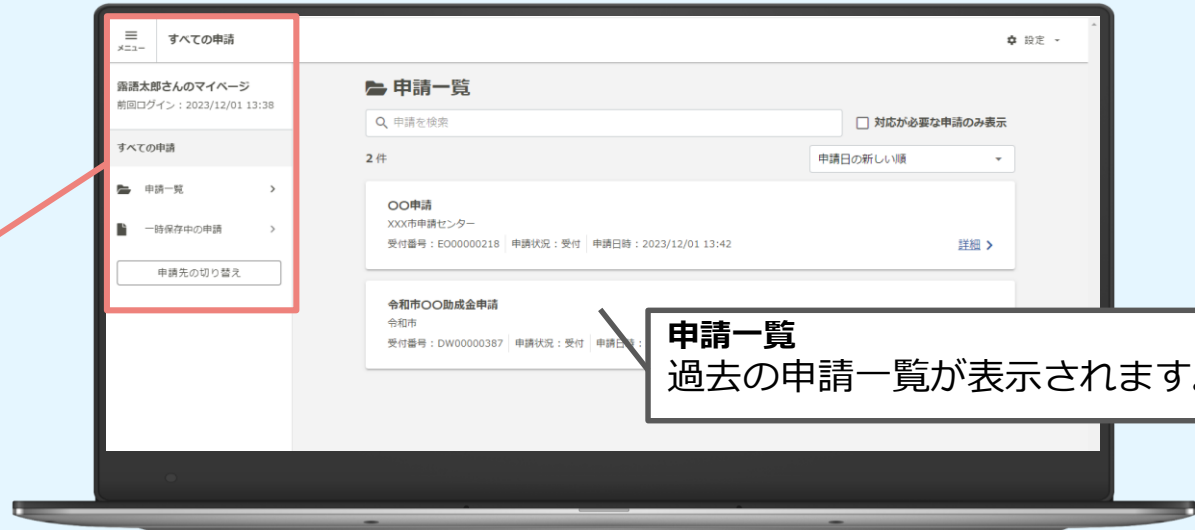 メニュー すべての申請
設定
霤語太郎さんのマイページ
前回ログイン：2023/12/01 13:38
すべての申請
申請一覧
一時保存中の申請
申請先の切り替え
申請一覧
申請を検索
対応が必要な申請のみ表示
2 件
申請日の新しい順
〇〇申請
XXX市申請センター
受付番号：EO00000218 申請状況：受付 申請日時：2023/12/01 13:42
詳細
令和市〇〇助成金申請
令和市
受付番号：DW00000387 申請状況：受付 申請日時：
申請一覧
過去の申請一覧が表示されます。